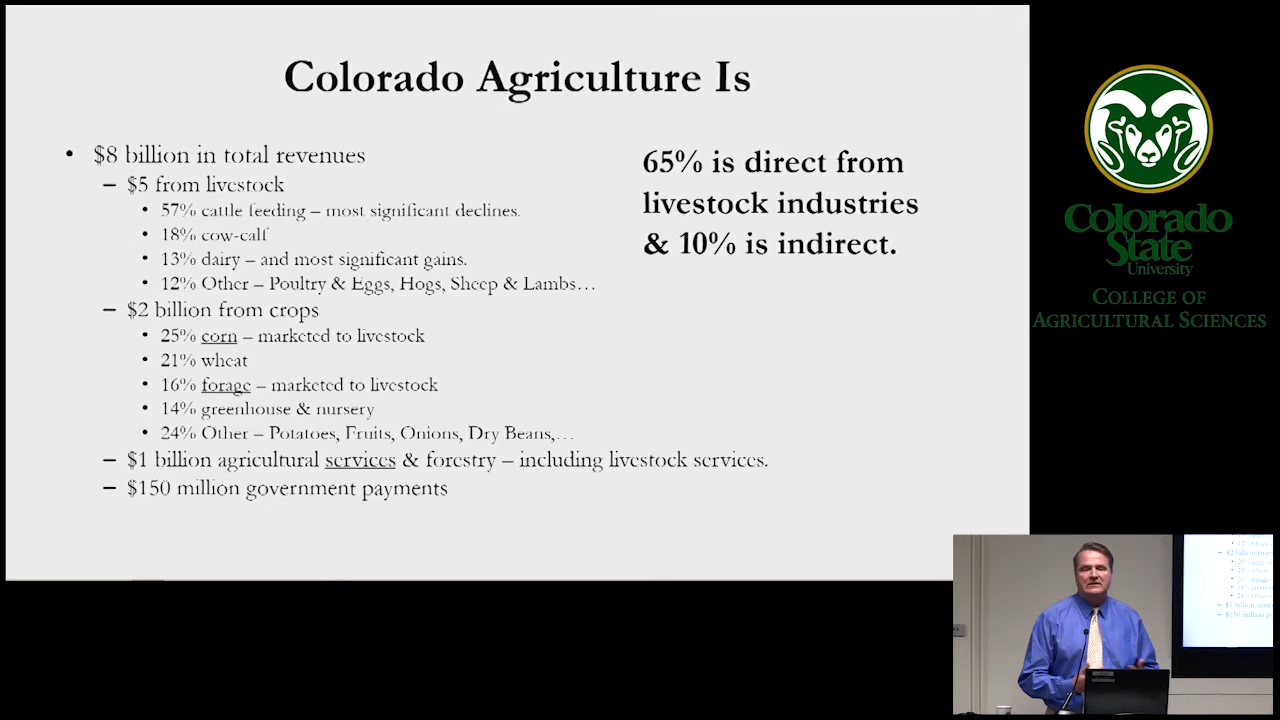 Colorado Agriculture Is
• $8 billion in total revenues
– $5 from livestock
• 57% cattle feeding – most significant declines.
• 18% cow-calf
• 13% dairy – and most significant gains.
• 12% Other – Poultry & Eggs, Hogs, Sheep & Lambs…
– $2 billion from crops
• 25% corn – marketed to livestock
• 21% wheat
• 16% forage – marketed to livestock
• 14% greenhouse & nursery
• 24% Other – Potatoes, Fruits, Onions, Dry Beans,…
– $1 billion agricultural services & forestry – including livestock services.
– $150 million government payments
65% is direct from
livestock industries
& 10% is indirect.
Colorado
State
University
COLLEGE OF
AGRICULTURAL SCIENCES